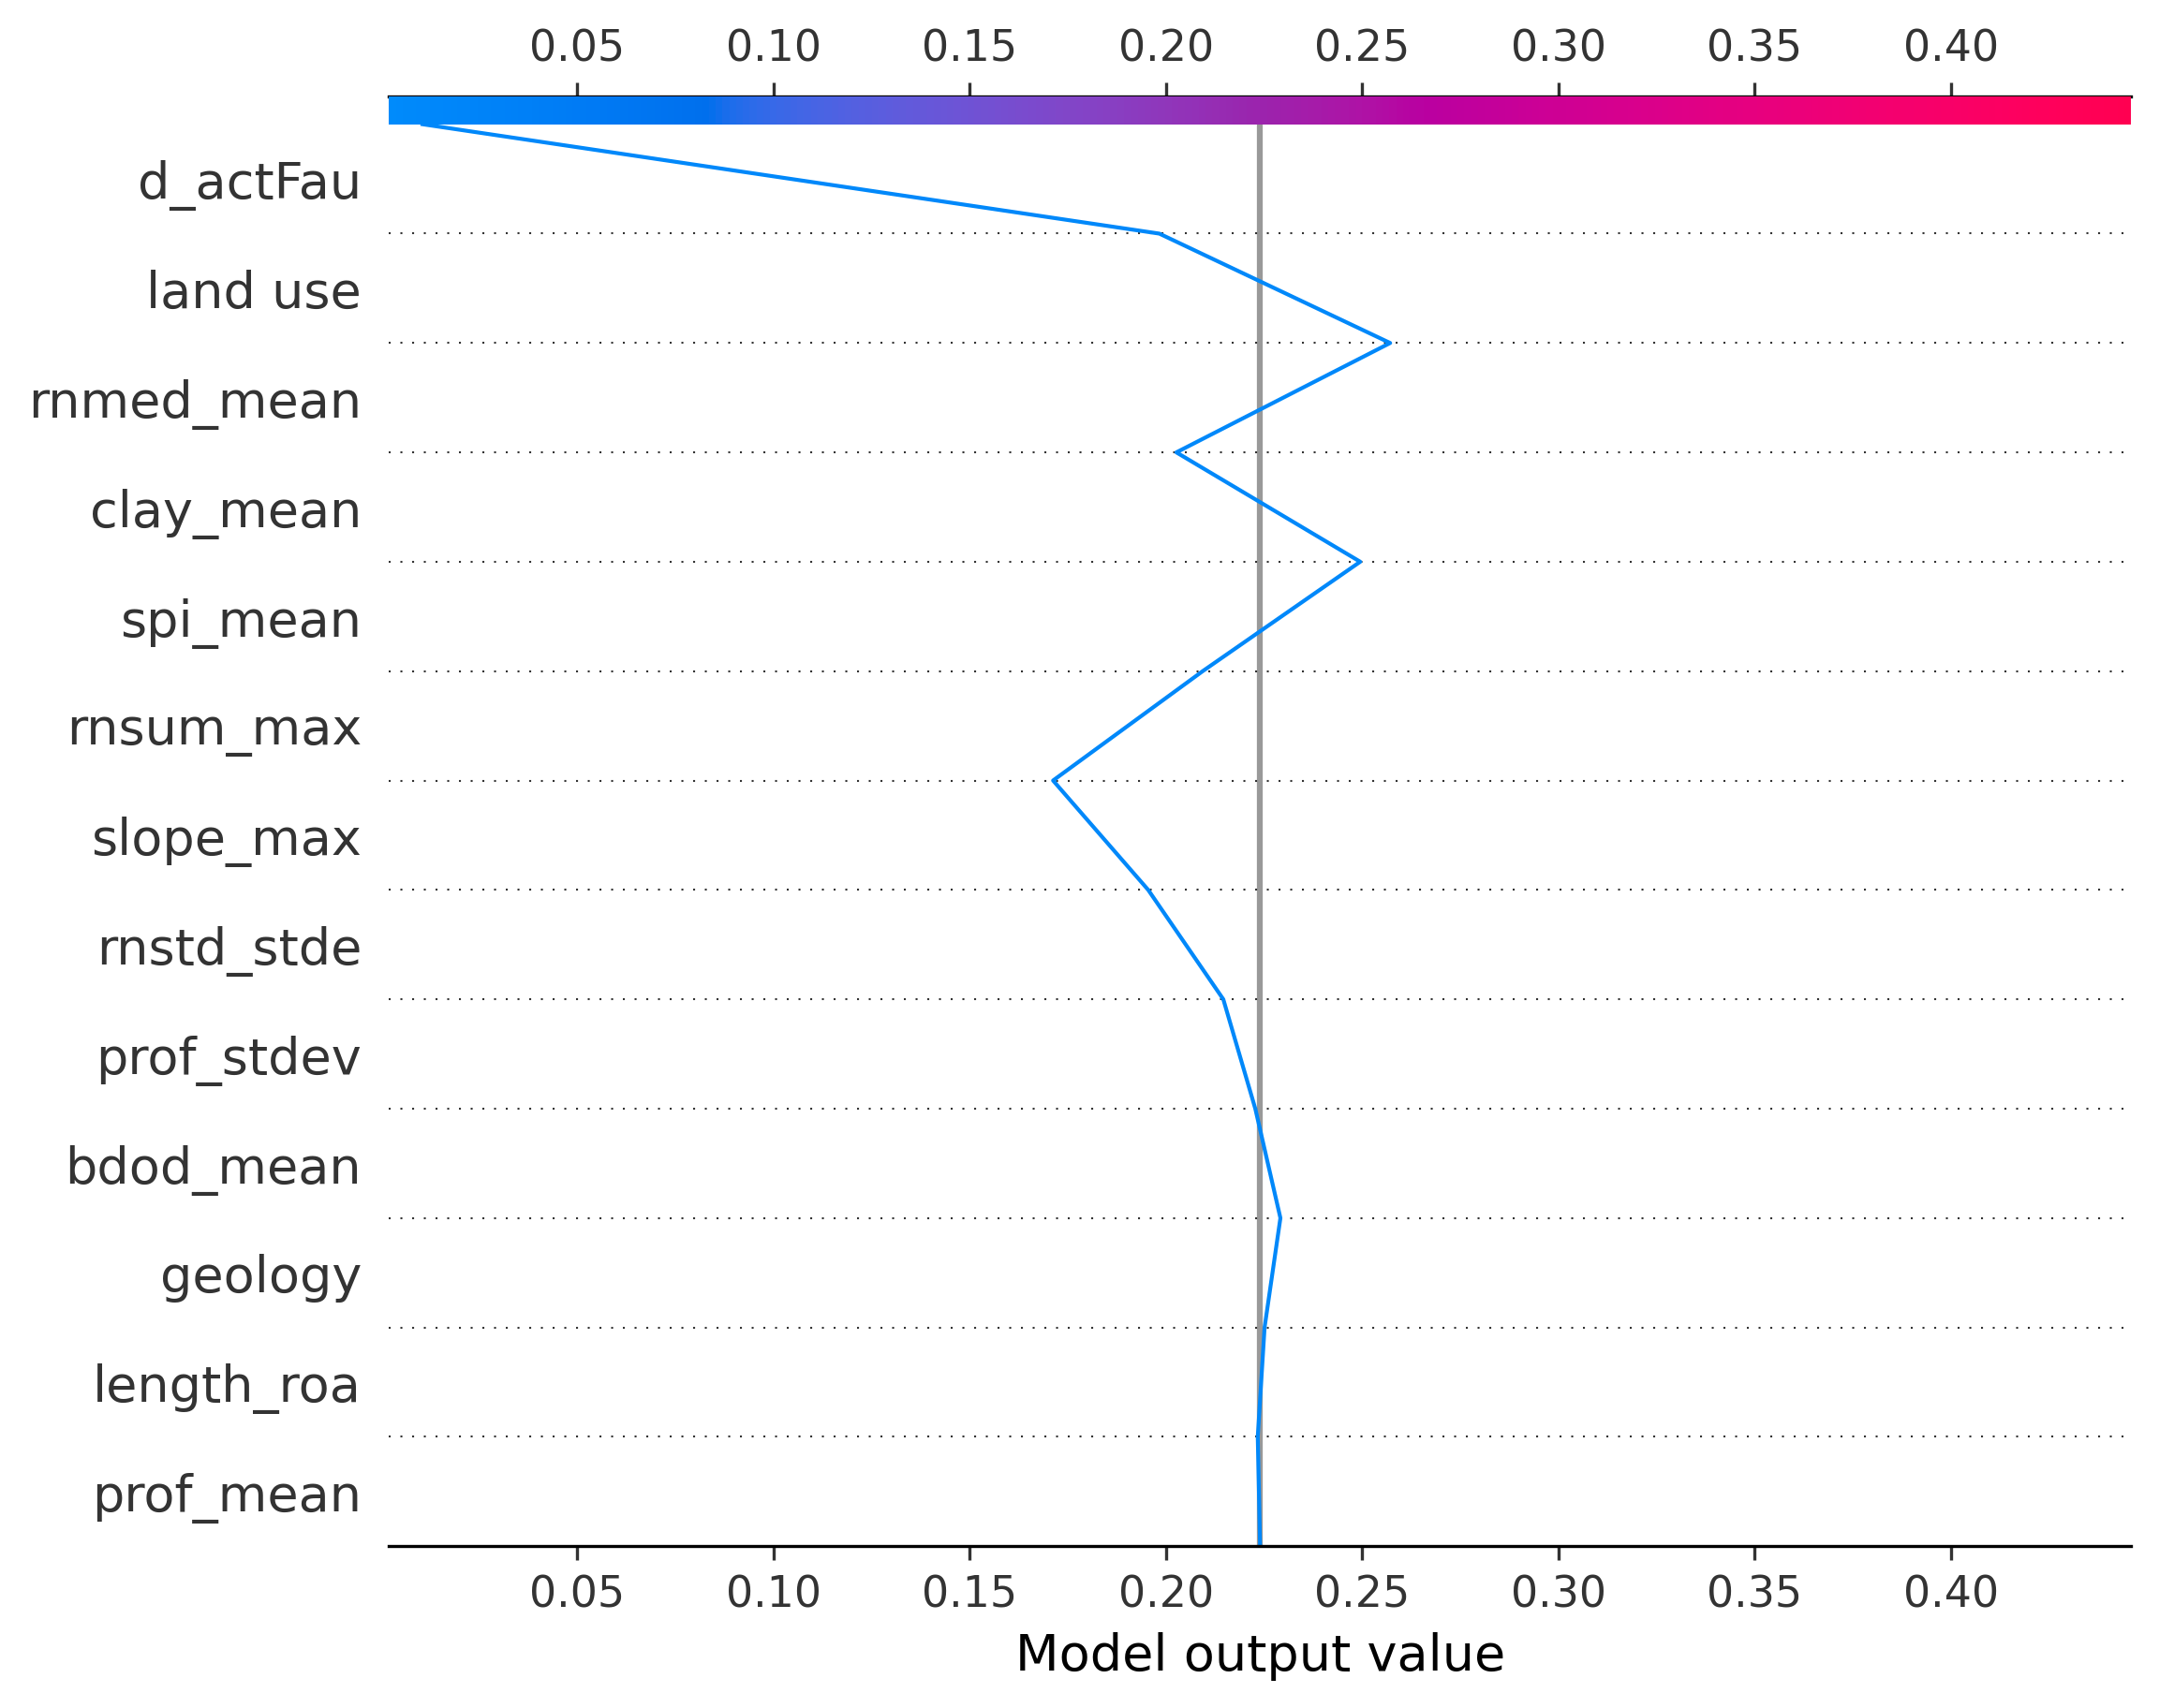 0.05 0.10 0.15 0.20 0.25 0.30 0.35 0.40
d_actFau
land use
rnmed_mean
clay_mean
spi_mean
rnsum_max
slope_max
rnstd_stde
prof_stdev
bdod_mean
geology
length_roa
prof_mean
0.05 0.10 0.15 0.20 0.25 0.30 0.35 0.40
Model output value